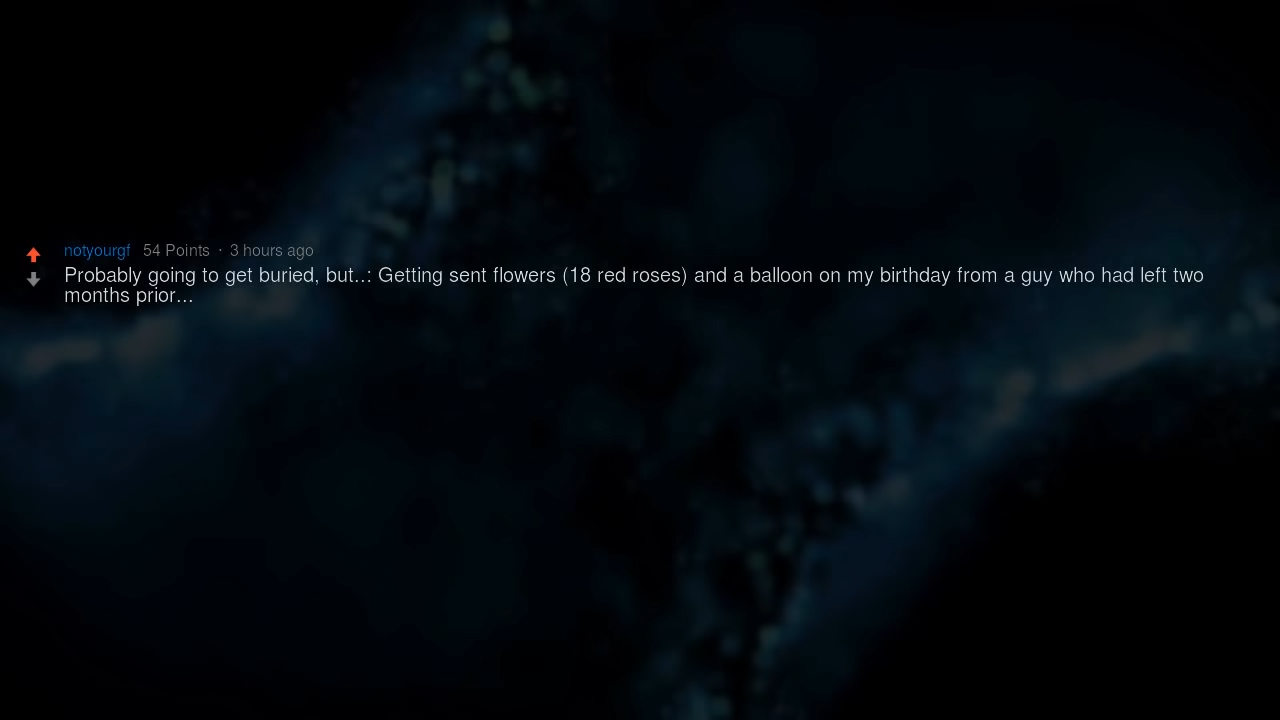 notyourgf 54 Points · 3 hours ago
Probably going to get buried, but..: Getting sent flowers (18 red roses) and a balloon on my birthday from a guy who had left two
months prior...